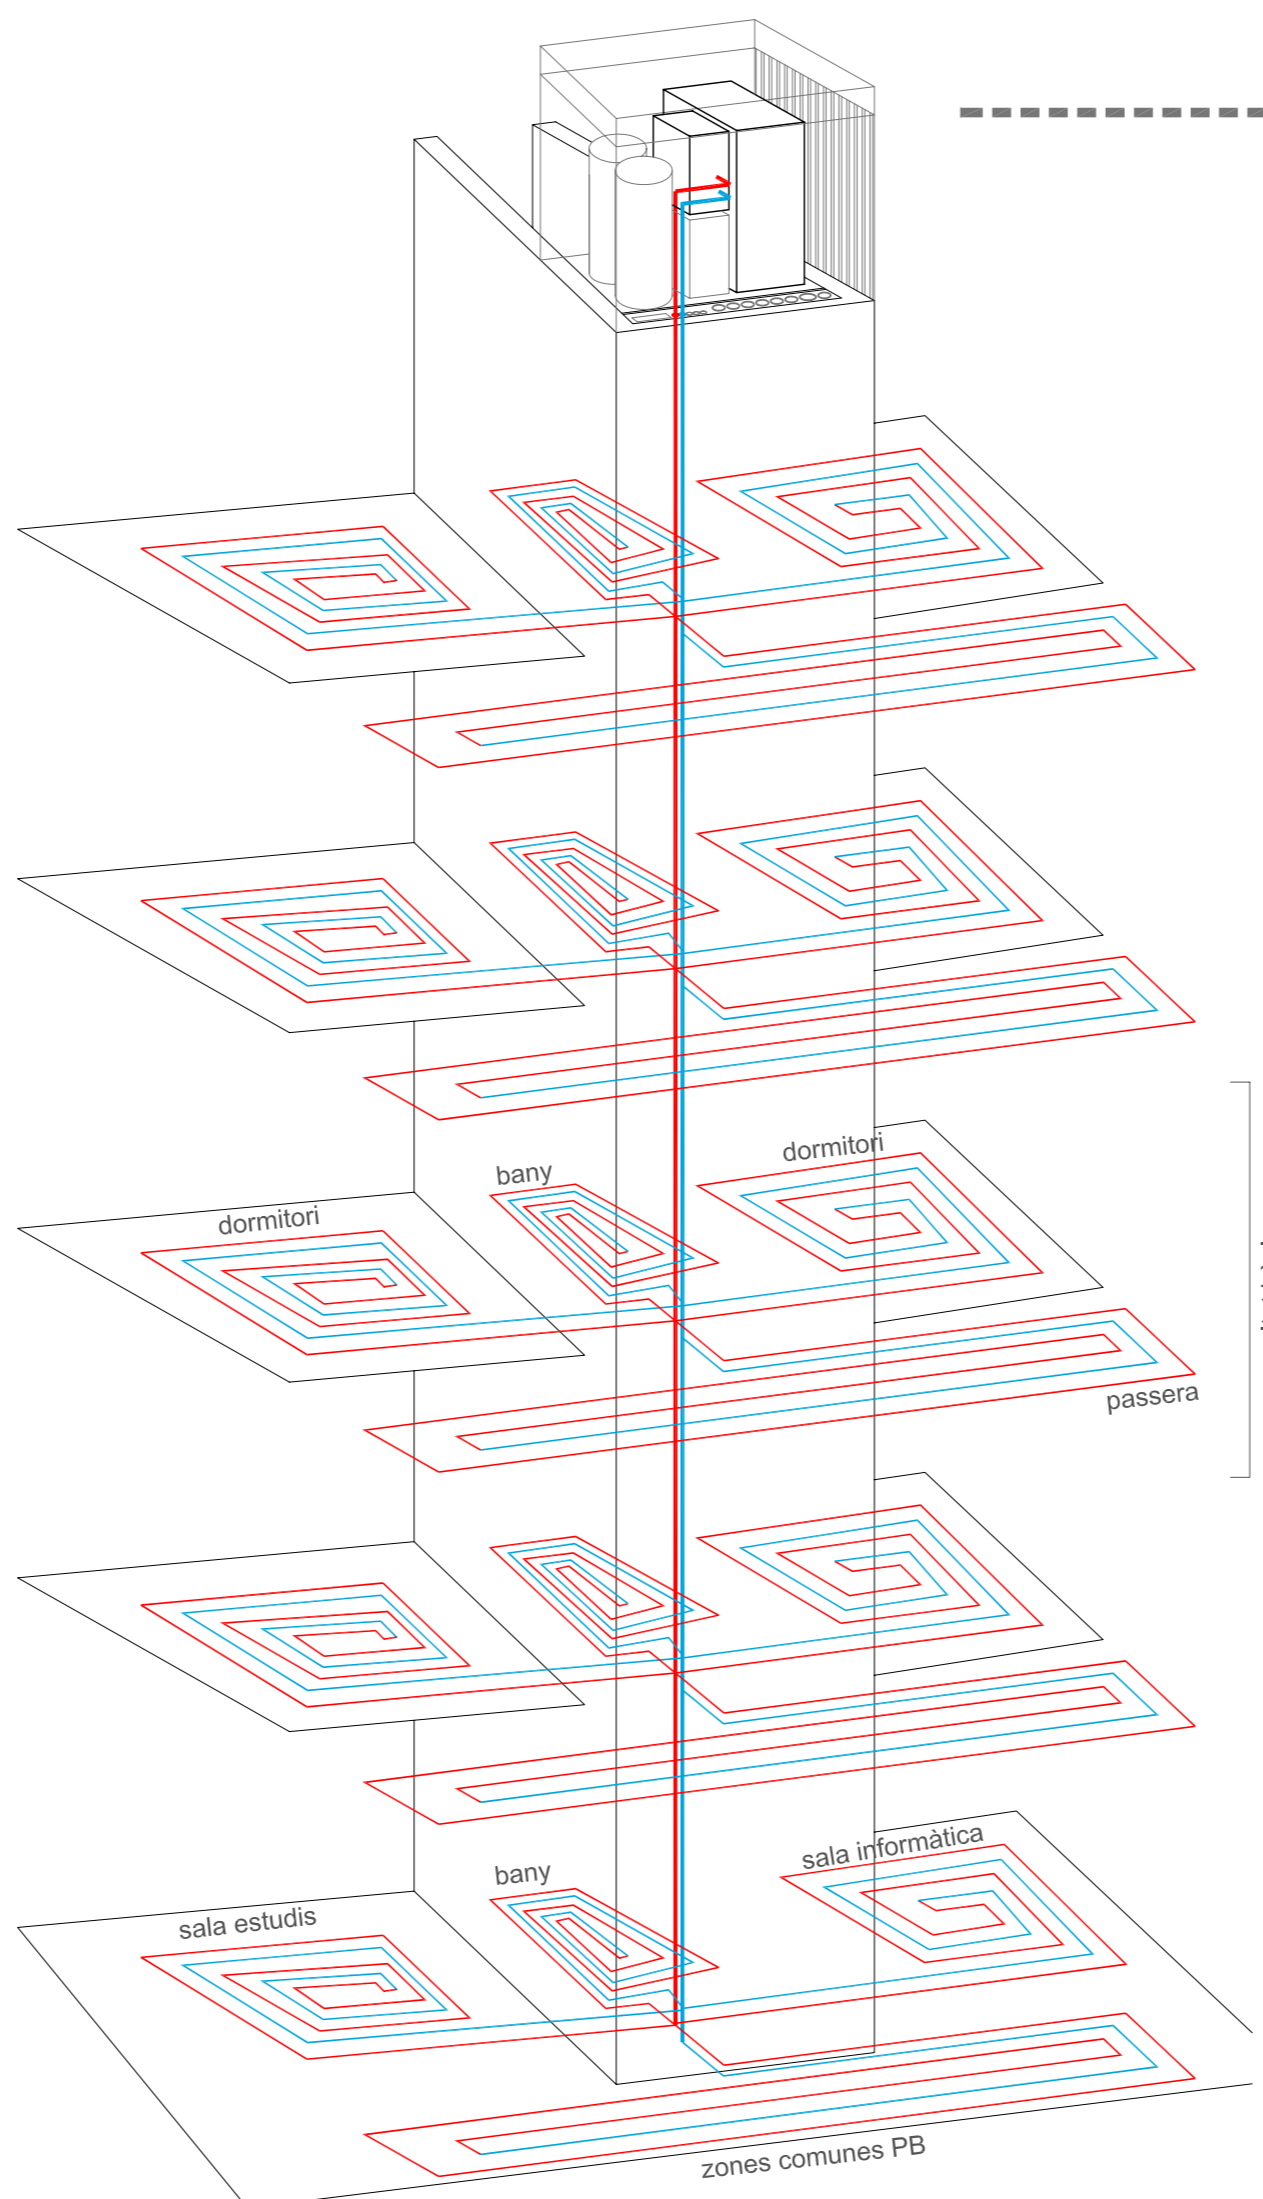 dormitori
bany
dormitori
passera
sala informàtica
bany
sala estudis
zones comunes PB